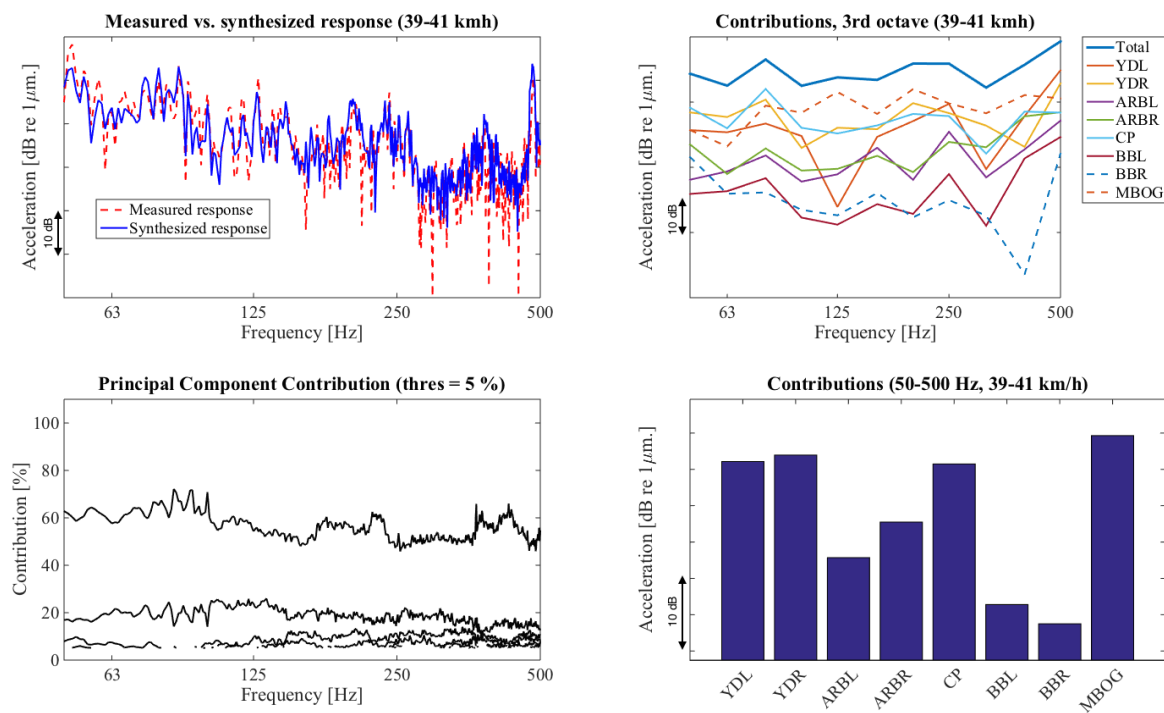 Measured vs. synthesized response (39-41 kmh)
Acceleration [dB re 1μm.]
10 dB
Measured response
Synthesized response
63 125 250 500
Frequency [Hz]
Contributions, 3rd octave (39-41 kmh)
Acceleration [dB re 1μm.]
10 dB
63 125 250 500
Frequency [Hz]
Total
YDL
YDR
ARBL
ARBR
CP
BBL
BBR
MBOG
Principal Component Contribution (thres = 5 %)
Contribution [%]
100
80
60
40
20
0
63 125 250 500
Frequency [Hz]
Contributions (50-500 Hz, 39-41 km/h)
Acceleration [dB re 1μm.]
10 dB
YDL YDR ARBL ARBR CP BBL BBR MBOG